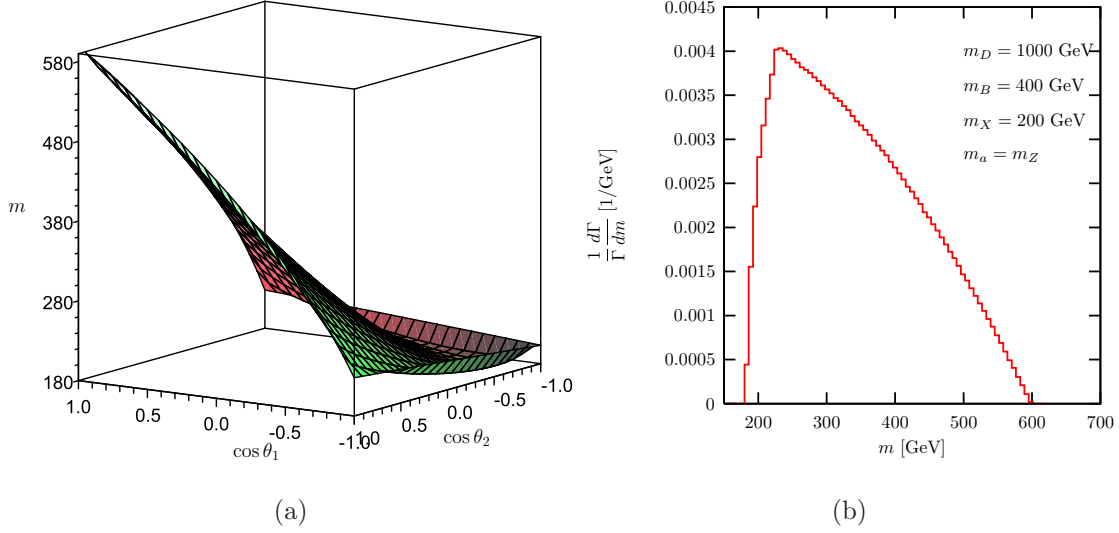 580
480
m
380
280
180
1.0
0.5
0.0
-0.5
-1.0
1.0
0.5
0.0
-0.5
-1.0
cos θ₁
cos θ₂
(a)
0.0045
0.004
0.0035
0.003
0.0025
0.002
0.0015
0.001
0.0005
0
1/Γ dΓ/dm [1/GeV]
m_D = 1000 GeV
m_B = 400 GeV
m_X = 200 GeV
m_a = m_Z
200 300 400 500 600 700
m [GeV]
(b)